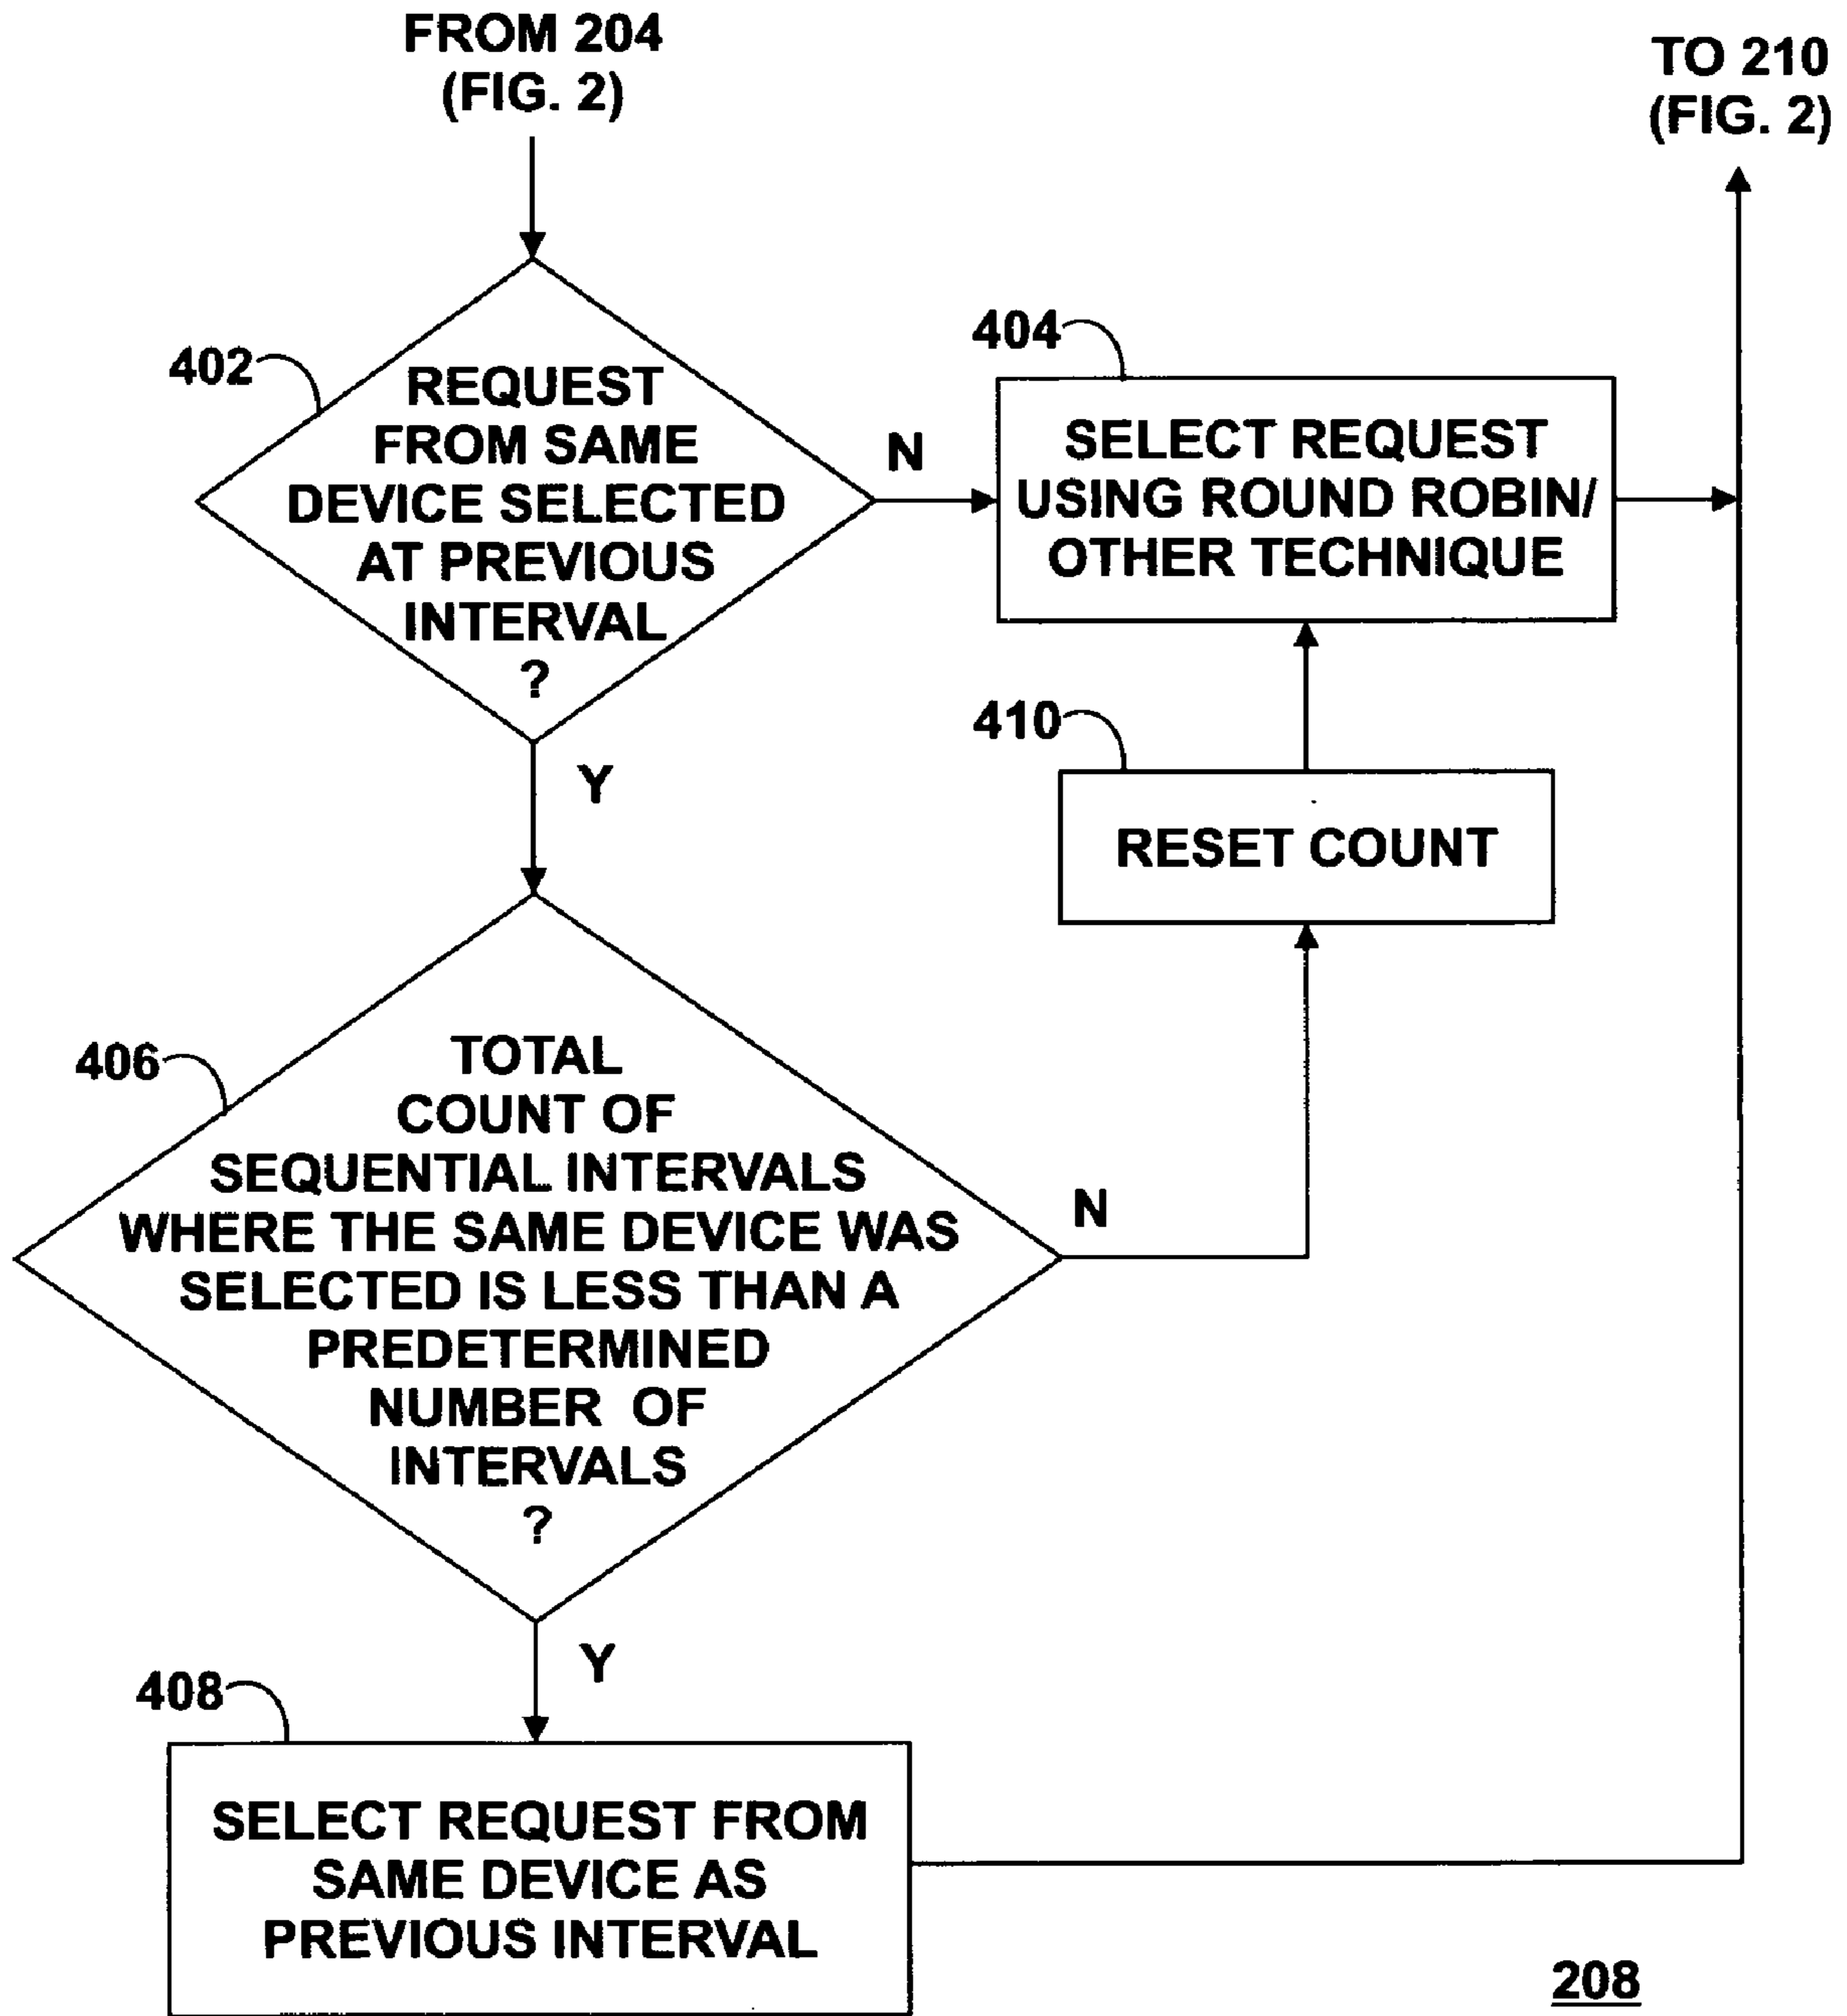 FROM 204
(FIG. 2)
TO 210
(FIG. 2)
402
REQUEST
FROM SAME
DEVICE SELECTED
AT PREVIOUS
INTERVAL
?
N
404
SELECT REQUEST
USING ROUND ROBIN/
OTHER TECHNIQUE
Y
410
RESET COUNT
406
TOTAL
COUNT OF
SEQUENTIAL INTERVALS
WHERE THE SAME DEVICE WAS
SELECTED IS LESS THAN A
PREDETERMINED
NUMBER OF
INTERVALS
?
N
Y
408
SELECT REQUEST FROM
SAME DEVICE AS
PREVIOUS INTERVAL
208